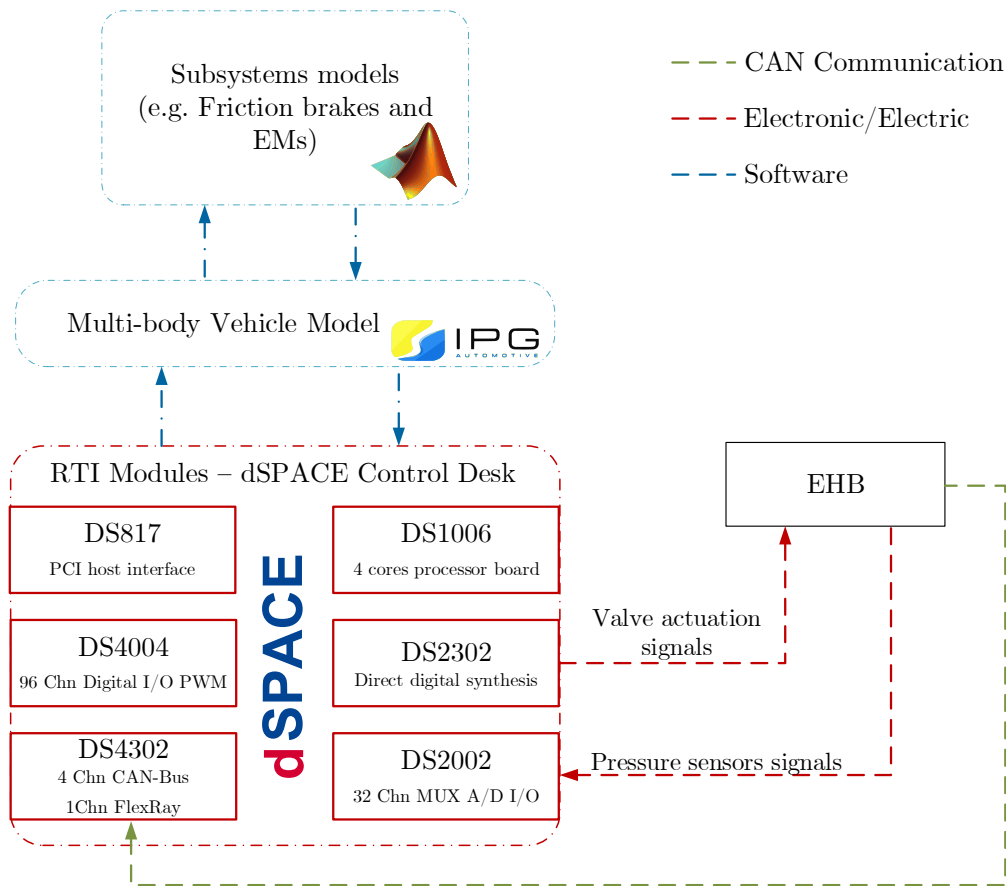 Subsystems models
(e.g. Friction brakes and
EMs)
CAN Communication
Electronic/Electric
Software
Multi-body Vehicle Model
IPG
AUTOMOTIVE
RTI Modules – dSPACE Control Desk
DS817
PCI host interface
DS1006
4 cores processor board
DS4004
96 Chn Digital I/O PWM
DS2302
Direct digital synthesis
DS4302
4 Chn CAN-Bus
1Chn FlexRay
DS2002
32 Chn MUX A/D I/O
dSPACE
EHB
Valve actuation
signals
Pressure sensors signals